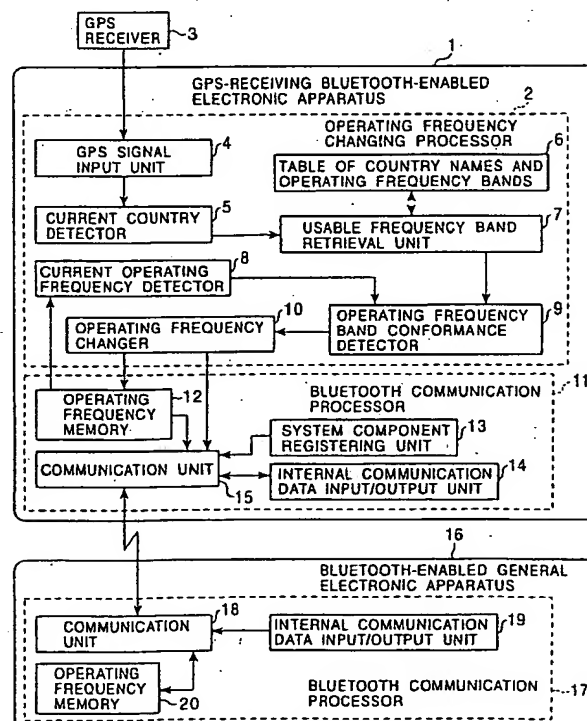 GPS
RECEIVER
3
1
GPS-RECEIVING BLUETOOTH-ENABLED
ELECTRONIC APPARATUS
2
OPERATING FREQUENCY
CHANGING PROCESSOR
4
GPS SIGNAL
INPUT UNIT
6
TABLE OF COUNTRY NAMES AND
OPERATING FREQUENCY BANDS
5
CURRENT COUNTRY
DETECTOR
7
USABLE FREQUENCY BAND
RETRIEVAL UNIT
8
CURRENT OPERATING
FREQUENCY DETECTOR
10
OPERATING FREQUENCY
CHANGER
9
OPERATING FREQUENCY
BAND CONFORMANCE
DETECTOR
11
BLUETOOTH COMMUNICATION
PROCESSOR
12
OPERATING
FREQUENCY
MEMORY
13
SYSTEM COMPONENT
REGISTERING UNIT
14
INTERNAL COMMUNICATION
DATA INPUT/OUTPUT UNIT
COMMUNICATION UNIT
15
16
BLUETOOTH-ENABLED GENERAL
ELECTRONIC APPARATUS
18
COMMUNICATION
UNIT
19
INTERNAL COMMUNICATION
DATA INPUT/OUTPUT UNIT
OPERATING
FREQUENCY
MEMORY
20
BLUETOOTH COMMUNICATION
PROCESSOR
17